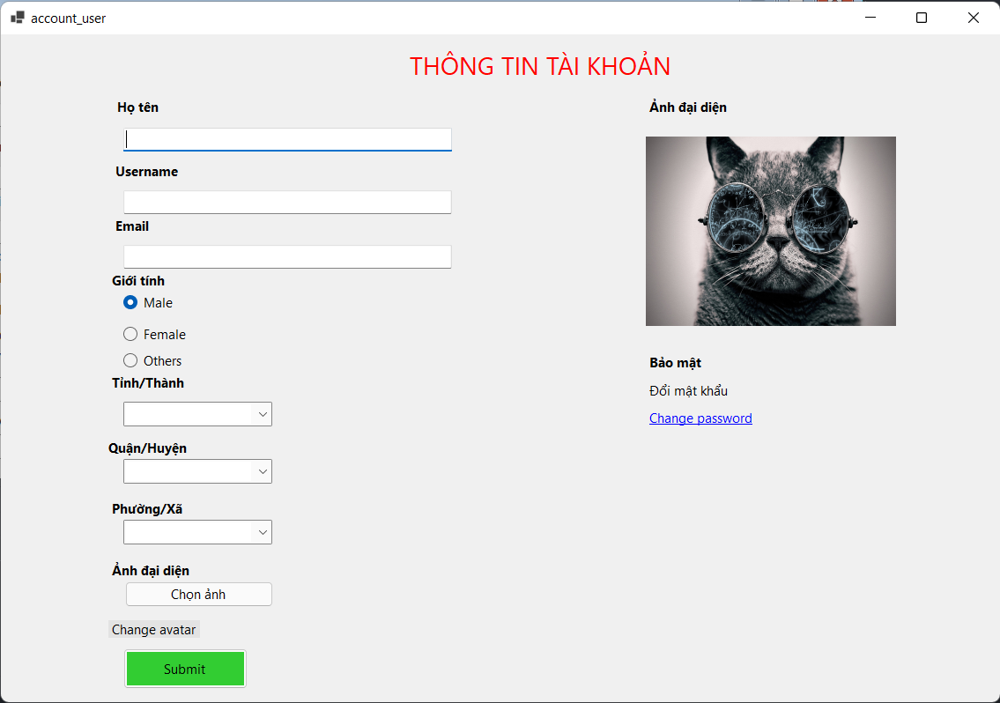 account_user
THÔNG TIN TÀI KHOẢN
Họ tên
Username
Email
Giới tính
Male
Female
Others
Tỉnh/Thành
Quận/Huyện
Phường/Xã
Ảnh đại diện
Chọn ảnh
Change avatar
Submit
Ảnh đại diện
Bảo mật
Đổi mật khẩu
Change password